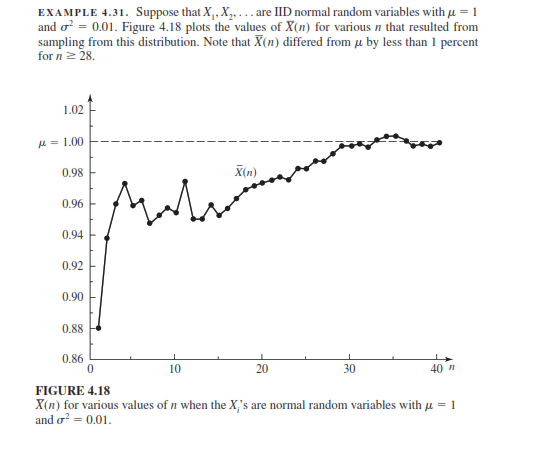 EXAMPLE 4.31. Suppose that X₁, X₂, . . . are IID normal random variables with μ = 1
and σ² = 0.01. Figure 4.18 plots the values of X̄(n) for various n that resulted from
sampling from this distribution. Note that X̄(n) differed from μ by less than 1 percent
for n ≥ 28.
1.02
μ = 1.00
0.98
X̄(n)
0.96
0.94
0.92
0.90
0.88
0.86
0 10 20 30 40 n
FIGURE 4.18
X̄(n) for various values of n when the Xᵢ's are normal random variables with μ = 1
and σ² = 0.01.